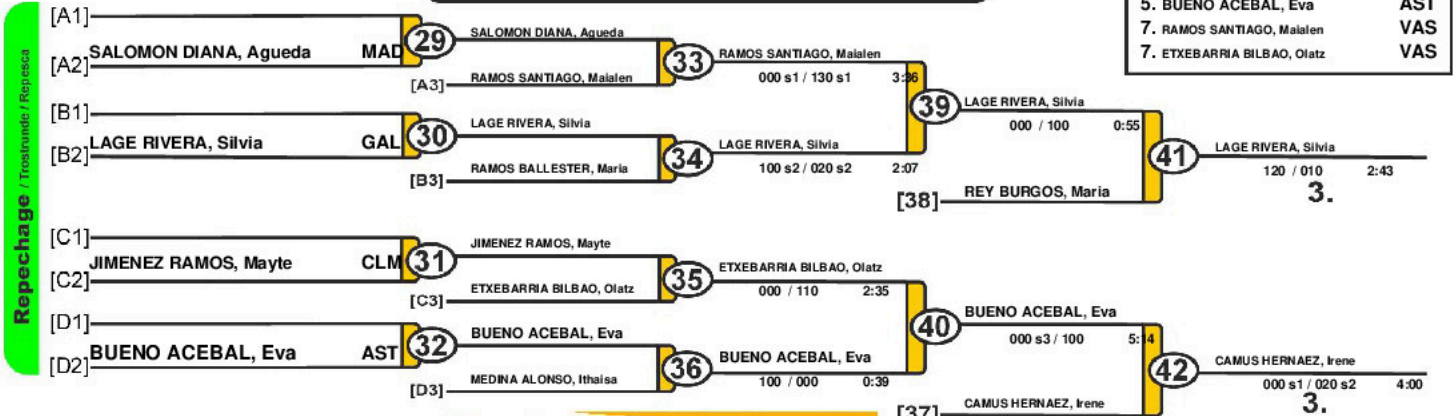 5. BUENO ACEBAL, Eva AST
7. RAMOS SANTIAGO, Maialen VAS
7. ETXEBARRIA BILBAO, Olatz VAS
Repechage / Trostrunde / Repesca
[A1]
[A2] SALOMON DIANA, Agueda MAD
29
SALOMON DIANA, Agueda
[A3] RAMOS SANTIAGO, Maialen
33
RAMOS SANTIAGO, Maialen
000 s1 / 130 s1 3:36
[B1]
[B2] LAGE RIVERA, Silvia GAL
30
LAGE RIVERA, Silvia
[B3] RAMOS BALLESTER, Maria
34
LAGE RIVERA, Silvia
100 s2 / 020 s2 2:07
39
LAGE RIVERA, Silvia
000 / 100 0:55
[38] REY BURGOS, Maria
41
LAGE RIVERA, Silvia
120 / 010 2:43
3.
[C1]
[C2] JIMENEZ RAMOS, Mayte CLM
31
JIMENEZ RAMOS, Mayte
[C3] ETXEBARRIA BILBAO, Olatz
35
ETXEBARRIA BILBAO, Olatz
000 / 110 2:35
[D1]
[D2] BUENO ACEBAL, Eva AST
32
BUENO ACEBAL, Eva
[D3] MEDINA ALONSO, Ithaisa
36
BUENO ACEBAL, Eva
100 / 000 0:39
40
BUENO ACEBAL, Eva
000 s3 / 100 5:14
[37] CAMUS HERNAEZ, Irene
42
CAMUS HERNAEZ, Irene
000 s1 / 020 s2 4:00
3.